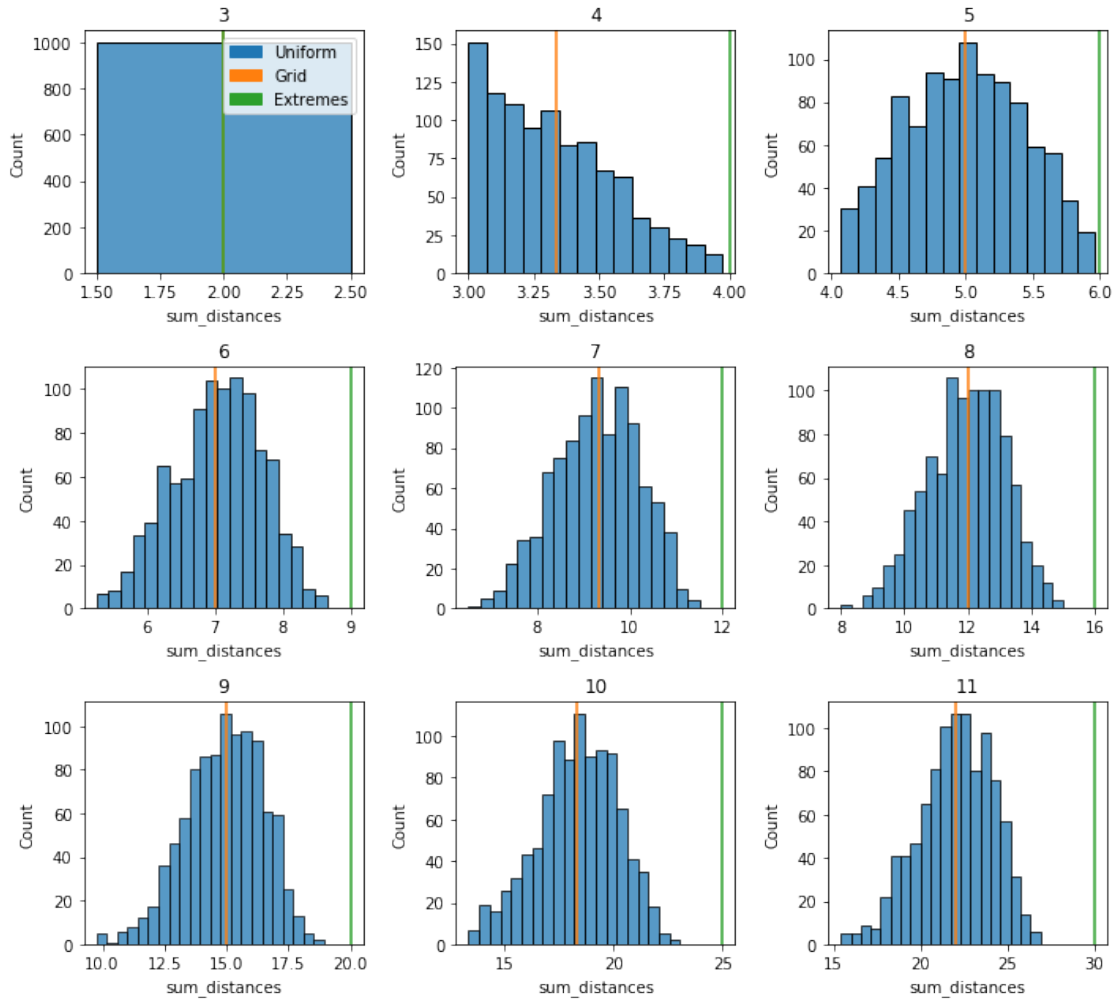 3
1000
800
600
400
200
0
Count
1.50 1.75 2.00 2.25 2.50
sum_distances
Uniform
Grid
Extremes
4
150
125
100
75
50
25
0
Count
3.00 3.25 3.50 3.75 4.00
sum_distances
5
100
80
60
40
20
0
Count
4.0 4.5 5.0 5.5 6.0
sum_distances
6
100
80
60
40
20
0
Count
6 7 8 9
sum_distances
7
120
100
80
60
40
20
0
Count
8 10 12
sum_distances
8
100
80
60
40
20
0
Count
8 10 12 14 16
sum_distances
9
100
80
60
40
20
0
Count
10.0 12.5 15.0 17.5 20.0
sum_distances
10
100
80
60
40
20
0
Count
15 20 25
sum_distances
11
100
80
60
40
20
0
Count
15 20 25 30
sum_distances